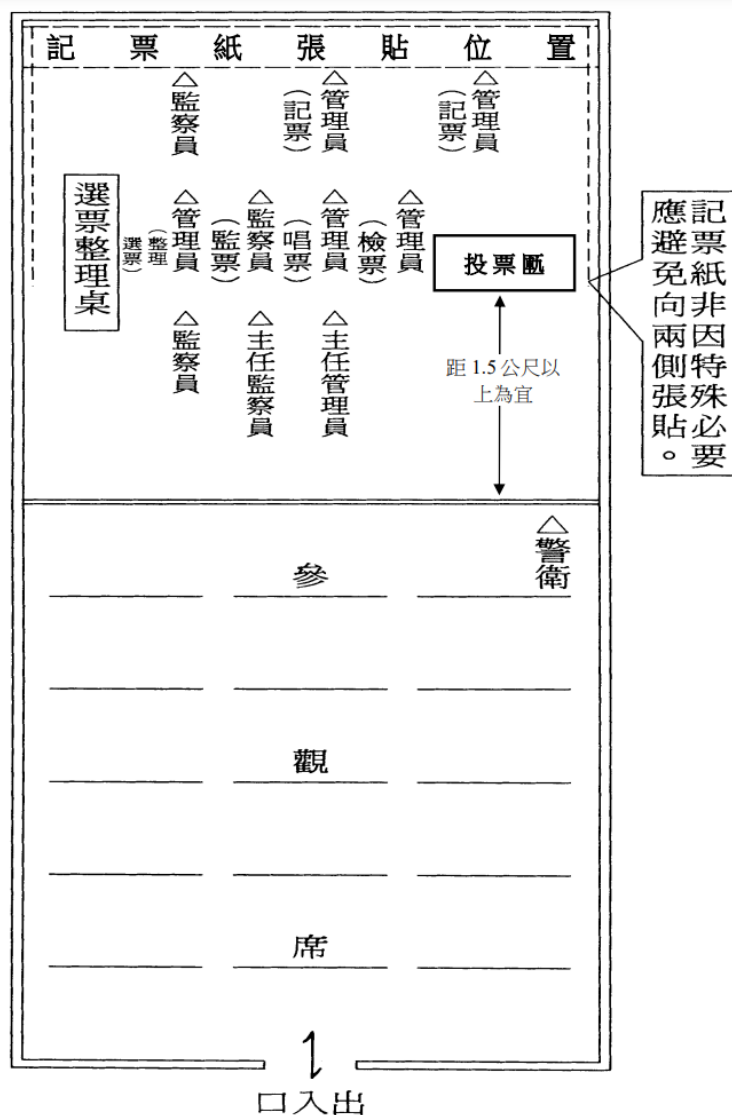 記票紙張貼位置
△監察員
△管理員
（記票）
△管理員
（記票）
選票整理桌
△管理員
（整理
選票）
△監察員
（監票）
△管理員
（唱票）
△管理員
（檢票）
投票匭
△監察員
△主任監察員
△主任管理員
距 1.5 公尺以
上為宜
記票紙非因特殊必要
應避免向兩側張貼。
△警衛
參
觀
席
口入出